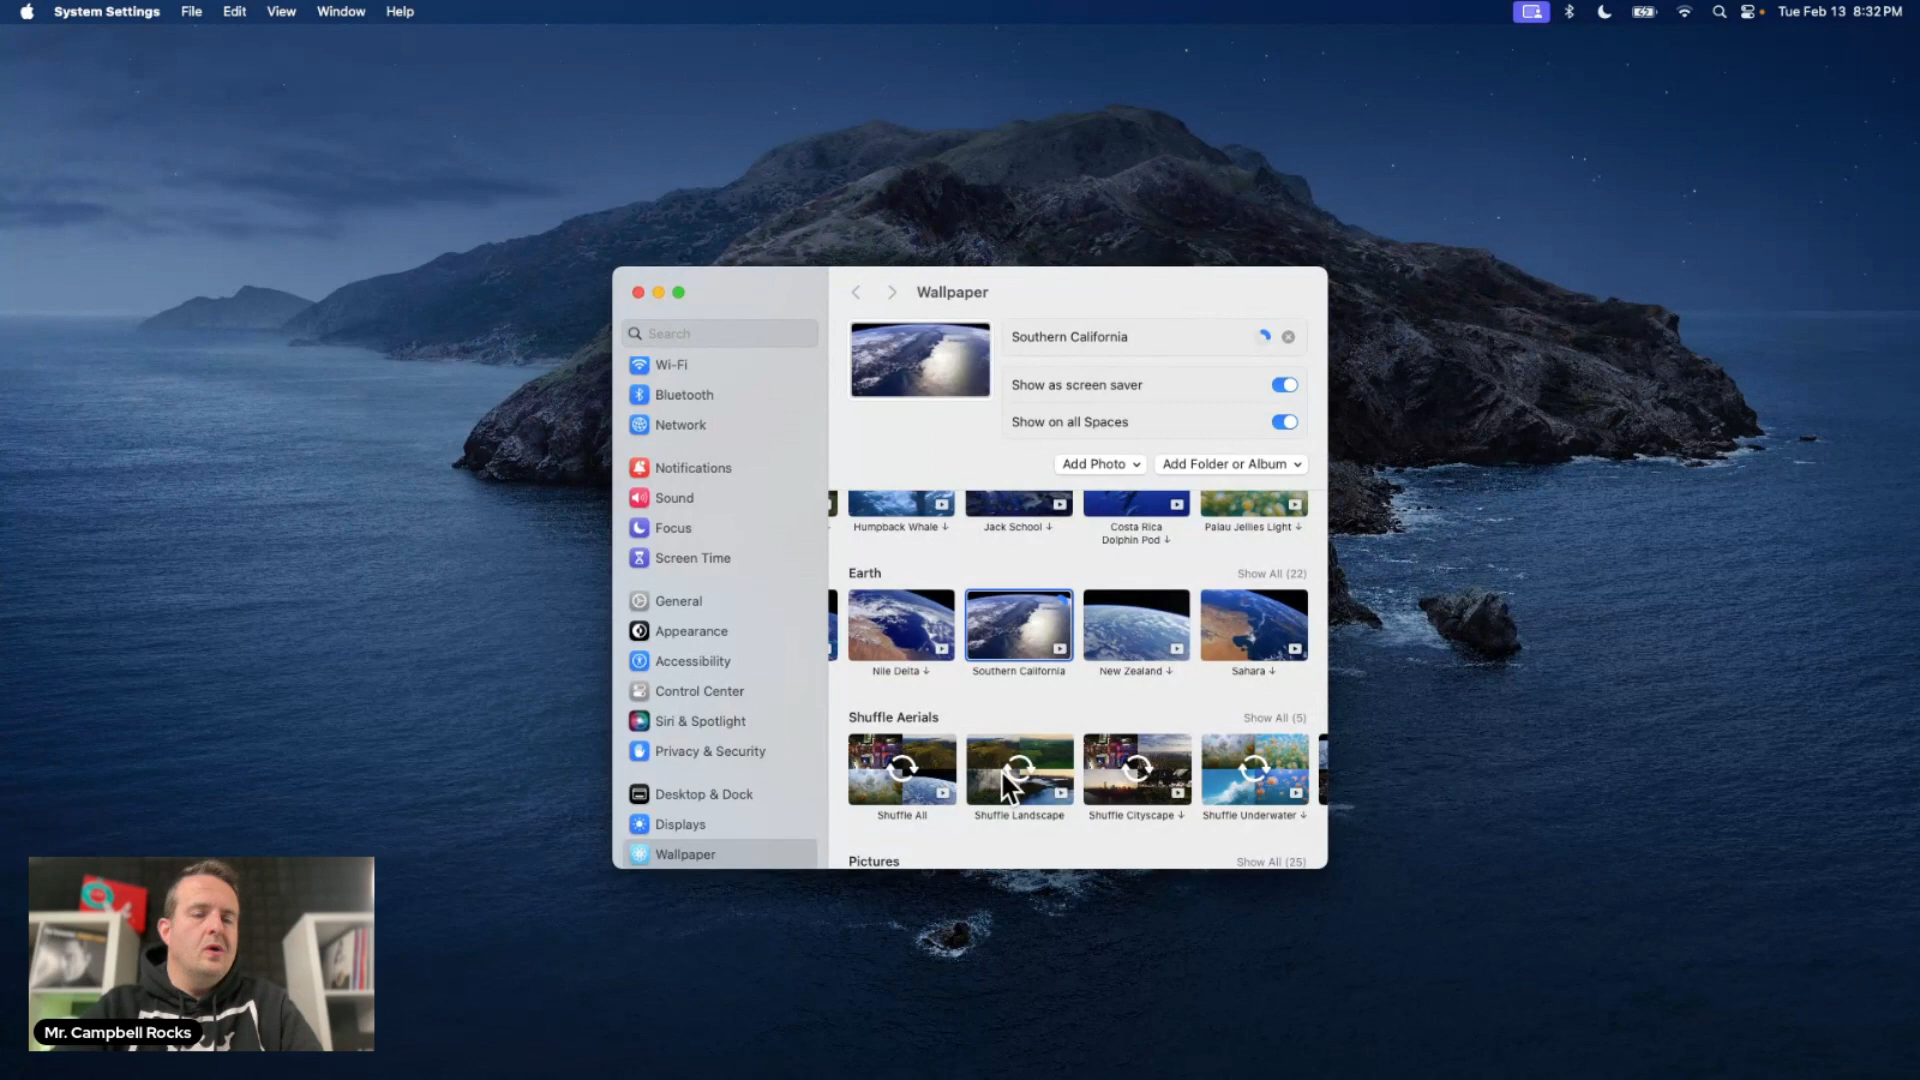 System Settings File Edit View Window Help
Tue Feb 13 8:32 PM
Wallpaper
Search
Wi-Fi
Bluetooth
Network
Notifications
Sound
Focus
Screen Time
General
Appearance
Accessibility
Control Center
Siri & Spotlight
Privacy & Security
Desktop & Dock
Displays
Wallpaper
Southern California
Show as screen saver
Show on all Spaces
Add Photo Add Folder or Album
Humpback Whale ↓ Jack School ↓ Costa Rica Palau Jellies Light ↓
Dolphin Pod ↓
Earth Show All (22)
Nile Delta ↓ Southern California New Zealand ↓ Sahara ↓
Shuffle Aerials Show All (5)
Shuffle All Shuffle Landscape Shuffle Cityscape ↓ Shuffle Underwater ↓
Pictures Show All (25)
Mr. Campbell Rocks